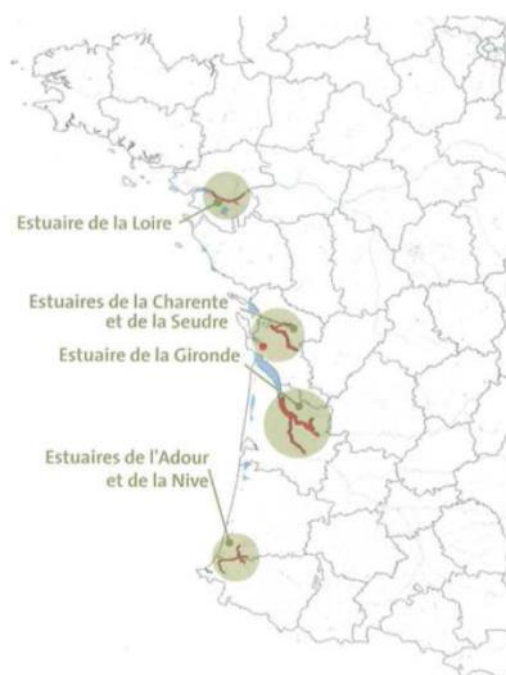 Estuaire de la Loire
Estuaires de la Charente
et de la Seudre
Estuaire de la Gironde
Estuaires de l'Adour
et de la Nive